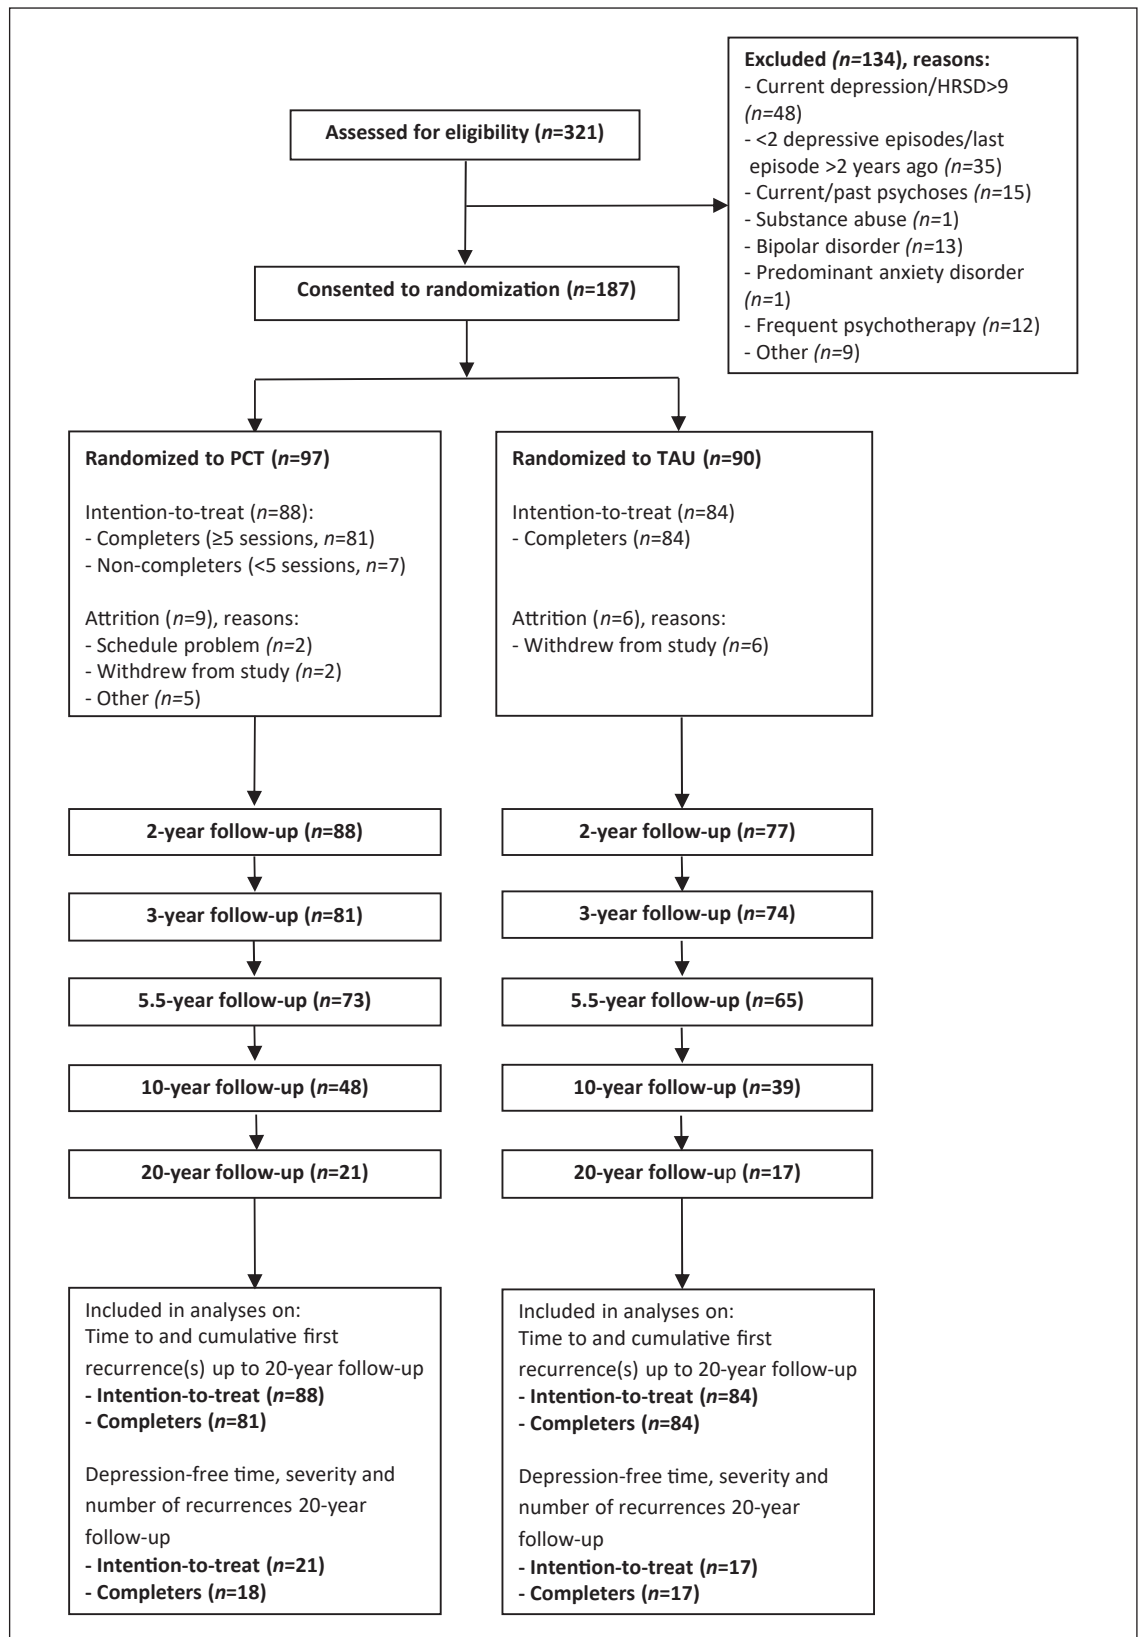 Assessed for eligibility (n=321)
Excluded (n=134), reasons:
- Current depression/HRSD>9
(n=48)
- <2 depressive episodes/last
episode >2 years ago (n=35)
- Current/past psychoses (n=15)
- Substance abuse (n=1)
- Bipolar disorder (n=13)
- Predominant anxiety disorder
(n=1)
- Frequent psychotherapy (n=12)
- Other (n=9)
Consented to randomization (n=187)
Randomized to PCT (n=97)
Intention-to-treat (n=88):
- Completers (≥5 sessions, n=81)
- Non-completers (<5 sessions, n=7)
Attrition (n=9), reasons:
- Schedule problem (n=2)
- Withdrew from study (n=2)
- Other (n=5)
Randomized to TAU (n=90)
Intention-to-treat (n=84)
- Completers (n=84)
Attrition (n=6), reasons:
- Withdrew from study (n=6)
2-year follow-up (n=88)
2-year follow-up (n=77)
3-year follow-up (n=81)
3-year follow-up (n=74)
5.5-year follow-up (n=73)
5.5-year follow-up (n=65)
10-year follow-up (n=48)
10-year follow-up (n=39)
20-year follow-up (n=21)
20-year follow-up (n=17)
Included in analyses on:
Time to and cumulative first
recurrence(s) up to 20-year follow-up
- Intention-to-treat (n=88)
- Completers (n=81)
Depression-free time, severity and
number of recurrences 20-year
follow-up
- Intention-to-treat (n=21)
- Completers (n=18)
Included in analyses on:
Time to and cumulative first
recurrence(s) up to 20-year follow-up
- Intention-to-treat (n=84)
- Completers (n=84)
Depression-free time, severity and
number of recurrences 20-year
follow-up
- Intention-to-treat (n=17)
- Completers (n=17)